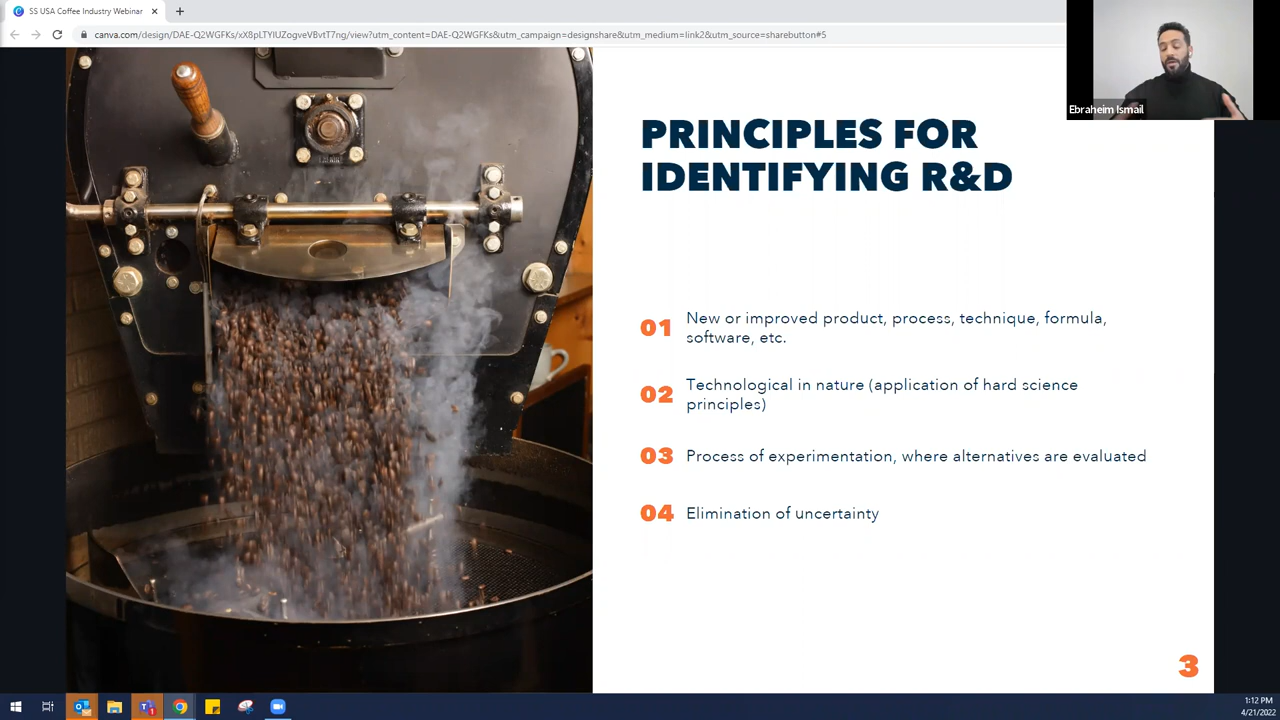 SS USA Coffee Industry Webinar
canva.com/design/DAE-Q2WGFKs/xX8pLTYIUZogveVBvtT7ng/view?utm_content=DAE-Q2WGFKs&utm_campaign=designshare&utm_medium=link2&utm_source=sharebutton#5
Ebraheim Ismail
PRINCIPLES FOR
IDENTIFYING R&D
01 New or improved product, process, technique, formula,
software, etc.
02 Technological in nature (application of hard science
principles)
03 Process of experimentation, where alternatives are evaluated
04 Elimination of uncertainty
3
1:12 PM
4/21/2022